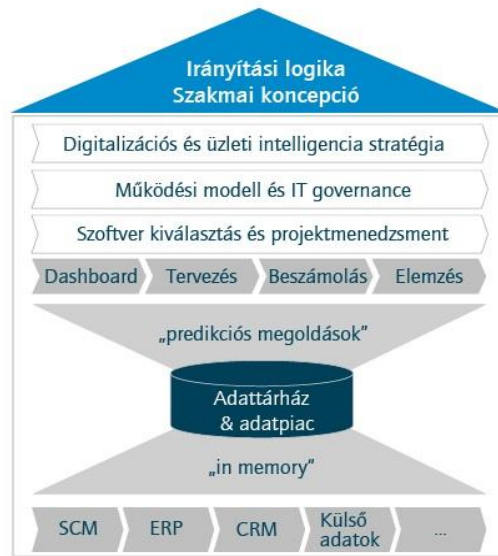 Irányítási logika
Szakmai koncepció
Digitalizációs és üzleti intelligencia stratégia
Működési modell és IT governance
Szoftver kiválasztás és projektmenedzsment
Dashboard Tervezés Beszámolás Elemzés
„predikciós megoldások”
Adattárház
& adatpiac
„in memory”
SCM ERP CRM Külső adatok ...